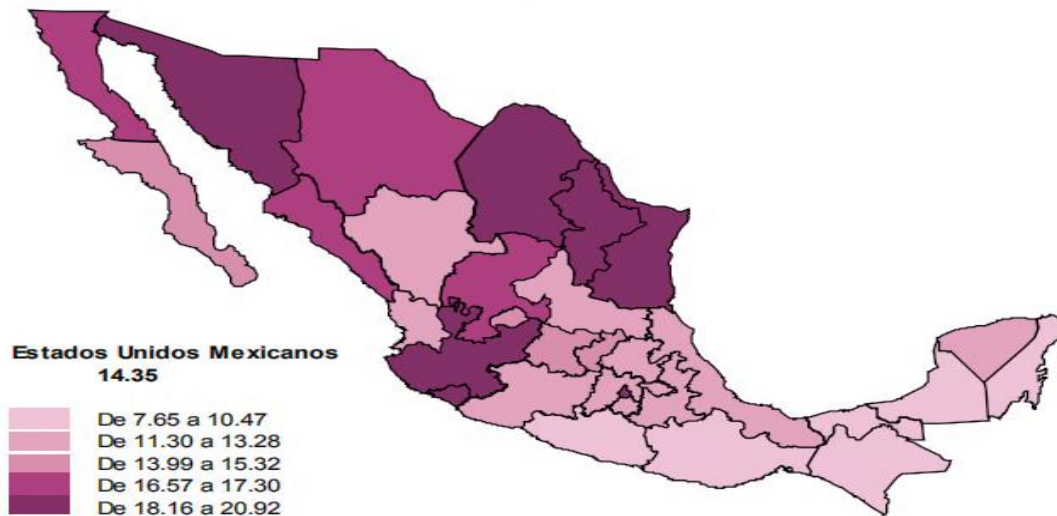 Estados Unidos Mexicanos
14.35
De 7.65 a 10.47
De 11.30 a 13.28
De 13.99 a 15.32
De 16.57 a 17.30
De 18.16 a 20.92